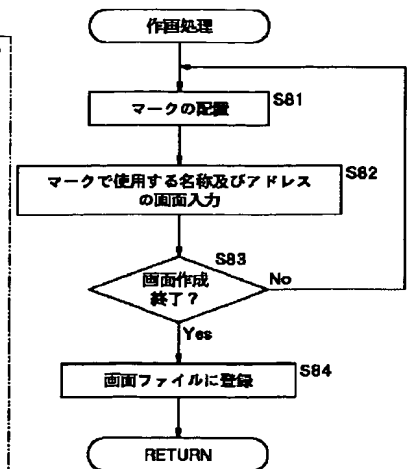 作画処理
マークの配置
S81
マークで使用する名称及びアドレス
の画面入力
S82
画面作成
終了？
S83
No
Yes
画面ファイルに登録
S84
RETURN